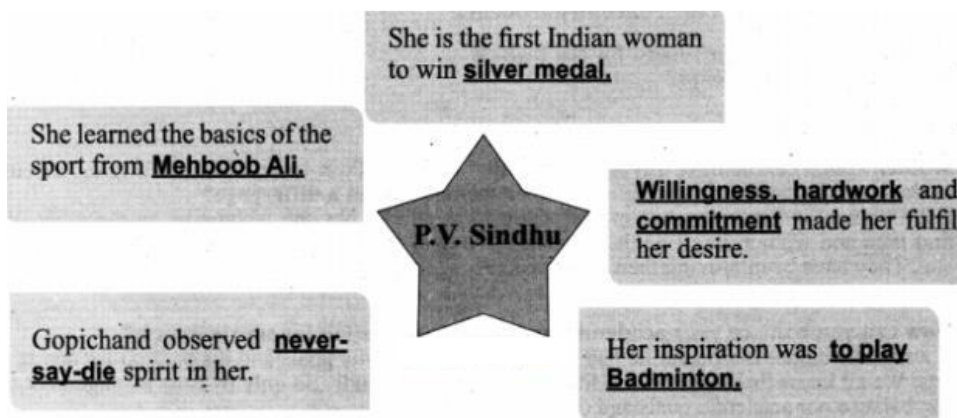 She is the first Indian woman
to win silver medal.
She learned the basics of the
sport from Mehboob Ali.
P.V. Sindhu
Willingness, hardwork and
commitment made her fulfil
her desire.
Gopichand observed never-
say-die spirit in her.
Her inspiration was to play
Badminton.